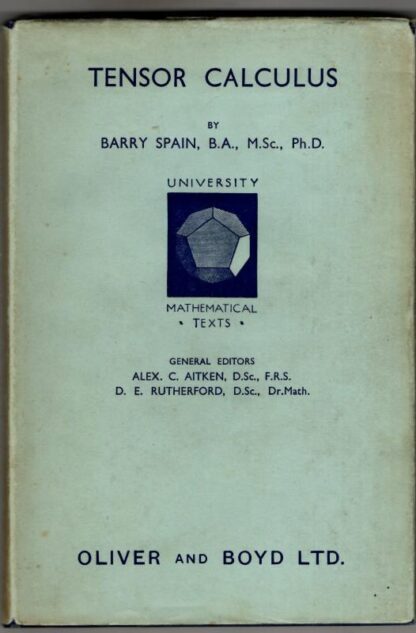 TENSOR CALCULUS
BY
BARRY SPAIN, B.A., M.Sc., Ph.D.
UNIVERSITY
MATHEMATICAL
• TEXTS •
GENERAL EDITORS
ALEX. C. AITKEN, D.Sc., F.R.S.
D. E. RUTHERFORD, D.Sc., Dr.Math.
OLIVER AND BOYD LTD.